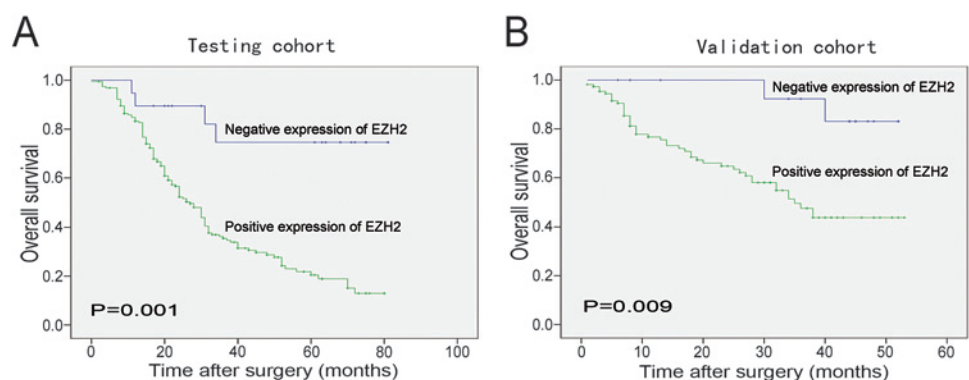 A
Testing cohort
Overall survival
1.0
0.8
0.6
0.4
0.2
0.0
Negative expression of EZH2
Positive expression of EZH2
P=0.001
0 20 40 60 80 100
Time after surgery (months)
B
Validation cohort
Overall survival
1.0
0.8
0.6
0.4
0.2
0.0
Negative expression of EZH2
Positive expression of EZH2
P=0.009
0 10 20 30 40 50 60
Time after surgery (months)